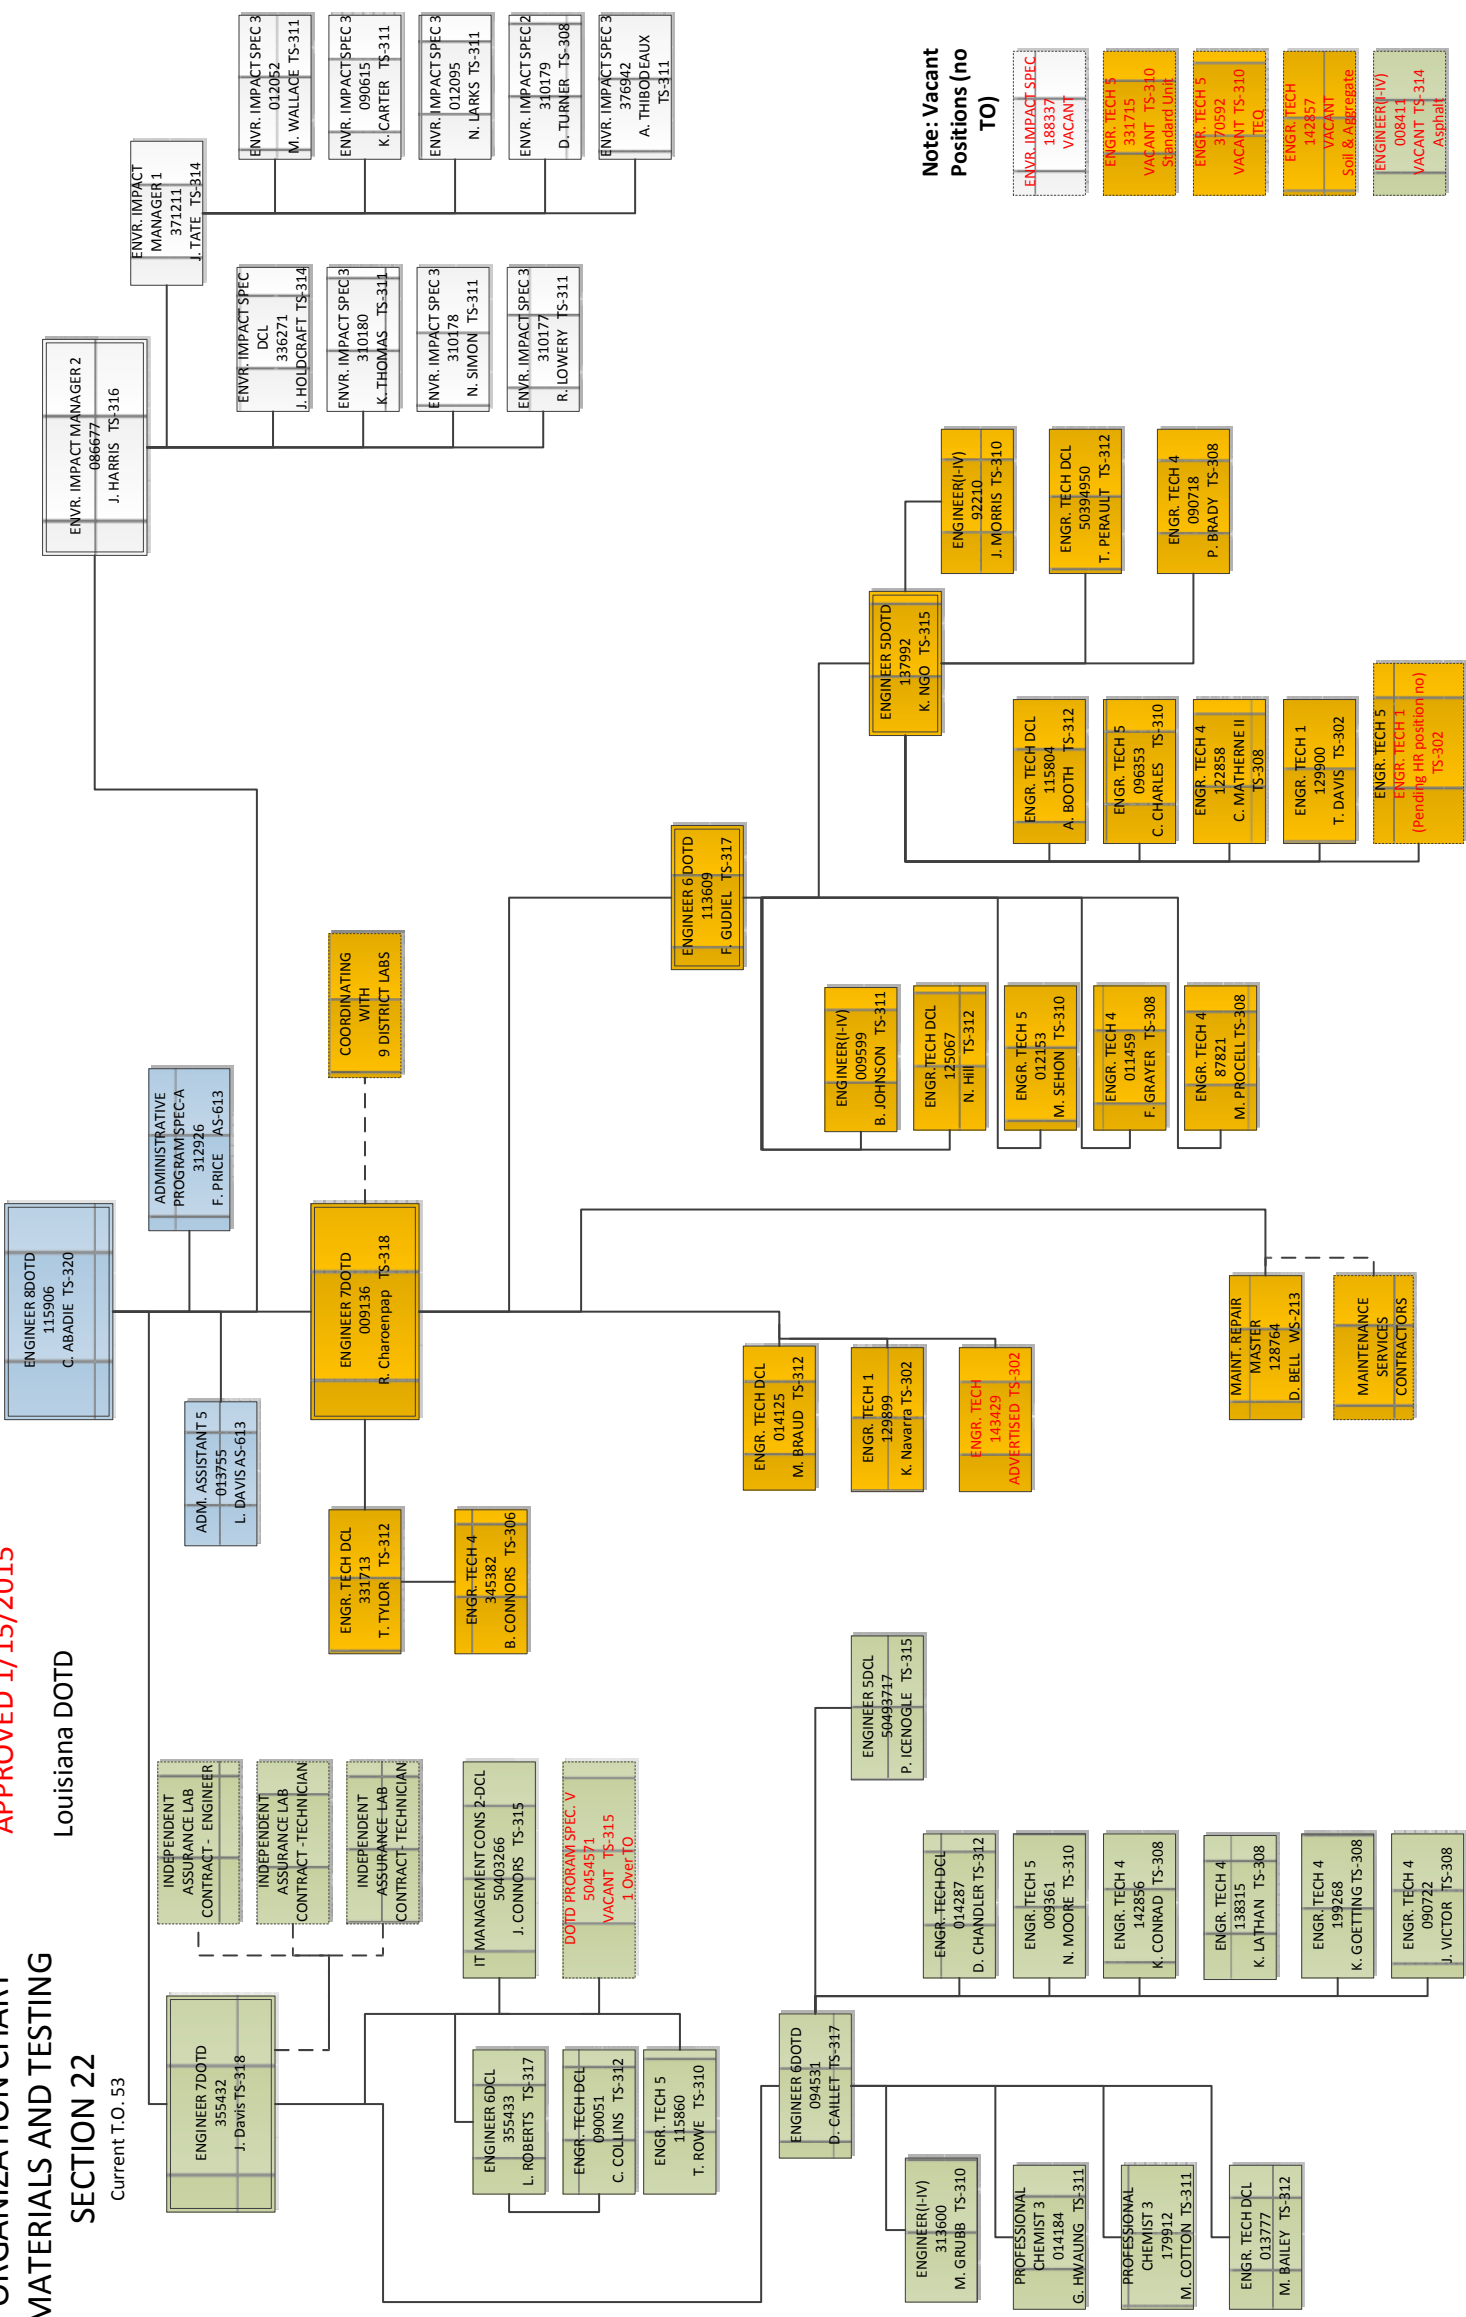 ORGANIZATION CHART
MATERIALS AND TESTING
SECTION 22
Current T.O. 53
APPROVED 1/15/2015
Louisiana DOTD
ENGINEER 8DOTD
115906
C. ABADIE TS-320
ADM. ASSISTANT 5
013755
L. DAVIS AS-613
ADMINISTRATIVE
PROGRAM SPEC-A
312926
F. PRICE AS-613
ENGINEER 7DOTD
355432
J. Davis TS-318
INDEPENDENT
ASSURANCE LAB
CONTRACT - ENGINEER
INDEPENDENT
ASSURANCE LAB
CONTRACT -TECHNICIAN
INDEPENDENT
ASSURANCE LAB
CONTRACT- TECHNICIAN
IT MANAGEMENT CONS 2-DCL
50403266
J. CONNORS TS-315
DOTD PRORAM SPEC. V
50454571
VACANT TS-315
1 Over TO
ENGINEER 6DCL
355433
L. ROBERTS TS-317
ENGR. TECH DCL
090051
C. COLLINS TS-312
ENGR. TECH 5
115860
T. ROWE TS-310
ENGINEER 6DOTD
094531
D. CAILLET TS-317
ENGINEER 5DCL
50493717
P. ICENOGLE TS-315
ENGINEER(I-IV)
313600
M. GRUBB TS-310
PROFESSIONAL
CHEMIST 3
014184
G. HWAUNG TS-311
PROFESSIONAL
CHEMIST 3
179912
M. COTTON TS-311
ENGR. TECH DCL
013777
M. BAILEY TS-312
ENGR. TECH DCL
014287
D. CHANDLER TS-312
ENGR. TECH 5
009361
N. MOORE TS-310
ENGR. TECH 4
142856
K. CONRAD TS-308
ENGR. TECH 4
138315
K. LATHAN TS-308
ENGR. TECH 4
199268
K. GOETTING TS-308
ENGR. TECH 4
090722
J. VICTOR TS-308
ENGINEER 7DOTD
009136
R. Charoenpap TS-318
COORDINATING
WITH
9 DISTRICT LABS
ENGR. TECH DCL
331713
T. TYLOR TS-312
ENGR. TECH 4
345382
B. CONNORS TS-306
ENGR. TECH DCL
014125
M. BRAUD TS-312
ENGR. TECH 1
129899
K. Navarra TS-302
ENGR. TECH
143429
ADVERTISED TS-302
MAINT. REPAIR
MASTER
128764
D. BELL WS-213
MAINTENANCE
SERVICES
CONTRACTORS
ENGINEER 6 DOTD
113609
F. GUDIEL TS-317
ENGINEER(I-IV)
009599
B. JOHNSON TS-311
ENGR.TECH DCL
125067
N. Hill TS-312
ENGR. TECH 5
012153
M. SEHON TS-310
ENGR. TECH 4
011459
F. GRAYER TS-308
ENGR. TECH 4
87821
M. PROCELL TS-308
ENGINEER 5DOTD
137992
K. NGO TS-315
ENGR. TECH DCL
115804
A. BOOTH TS-312
ENGR. TECH 5
096353
C. CHARLES TS-310
ENGR. TECH 4
122858
C. MATHERNE II
TS-308
ENGR. TECH 1
129900
T. DAVIS TS-302
ENGR. TECH 5
ENGR. TECH 1
(Pending HR position no)
TS-302
ENGINEER(I-IV)
92210
J. MORRIS TS-310
ENGR. TECH DCL
50394950
T. PERAULT TS-312
ENGR. TECH 4
090718
P. BRADY TS-308
ENVR. IMPACT MANAGER 2
086677
J. HARRIS TS-316
ENVR. IMPACT
MANAGER 1
371211
J. TATE TS-314
ENVR. IMPACT SPEC
DCL
336271
J. HOLDCRAFT TS-314
ENVR. IMPACT SPEC 3
310180
K. THOMAS TS-311
ENVR. IMPACT SPEC 3
310178
N. SIMON TS-311
ENVR. IMPACT SPEC 3
310177
R. LOWERY TS-311
ENVR. IMPACT SPEC 3
012052
M. WALLACE TS-311
ENVR. IMPACT SPEC 3
090615
K. CARTER TS-311
ENVR. IMPACT SPEC 3
012095
N. LARKS TS-311
ENVR. IMPACT SPEC 2
310179
D. TURNER TS-308
ENVR. IMPACT SPEC 3
376942
A. THIBODEAUX
TS-311
Note: Vacant
Positions (no
TO)
ENVR. IMPACT SPEC
188337
VACANT
ENGR. TECH 5
331715
VACANT TS-310
Standard Unit
ENGR. TECH 5
370592
VACANT TS-310
TEQ
ENGR. TECH
142857
VACANT
Soil & Aggregate
ENGINEER(I-IV)
008411
VACANT TS-314
Asphalt